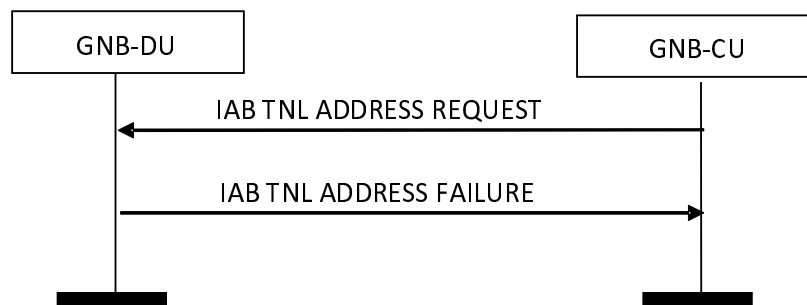 GNB-DU
GNB-CU
IAB TNL ADDRESS REQUEST
IAB TNL ADDRESS FAILURE